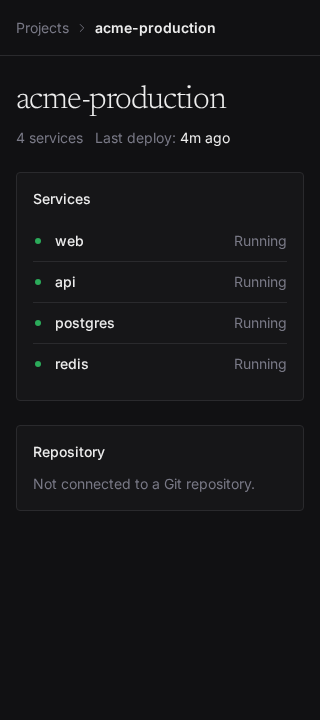 Projects > acme-production
acme-production
4 services Last deploy: 4m ago
Services
web Running
api Running
postgres Running
redis Running
Repository
Not connected to a Git repository.